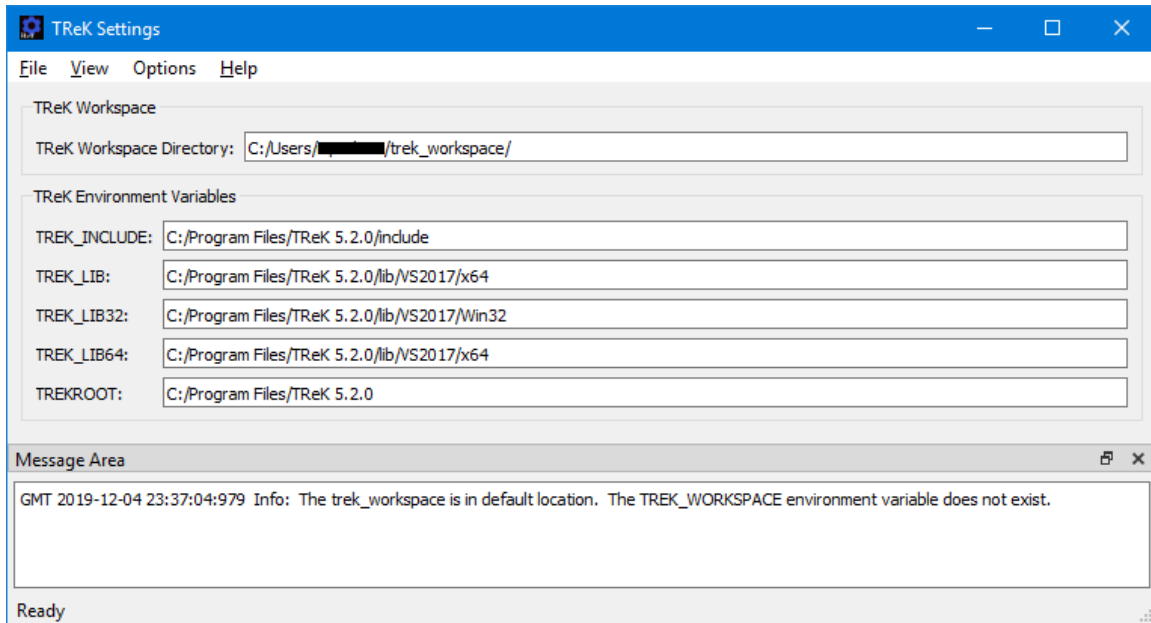 TReK Settings
File View Options Help
TReK Workspace
TReK Workspace Directory: C:/Users/ /trek_workspace/
TReK Environment Variables
TREK_INCLUDE: C:/Program Files/TReK 5.2.0/include
TREK_LIB: C:/Program Files/TReK 5.2.0/lib/VS2017/x64
TREK_LIB32: C:/Program Files/TReK 5.2.0/lib/VS2017/Win32
TREK_LIB64: C:/Program Files/TReK 5.2.0/lib/VS2017/x64
TREKROOT: C:/Program Files/TReK 5.2.0
Message Area
GMT 2019-12-04 23:37:04:979 Info: The trek_workspace is in default location. The TREK_WORKSPACE environment variable does not exist.
Ready